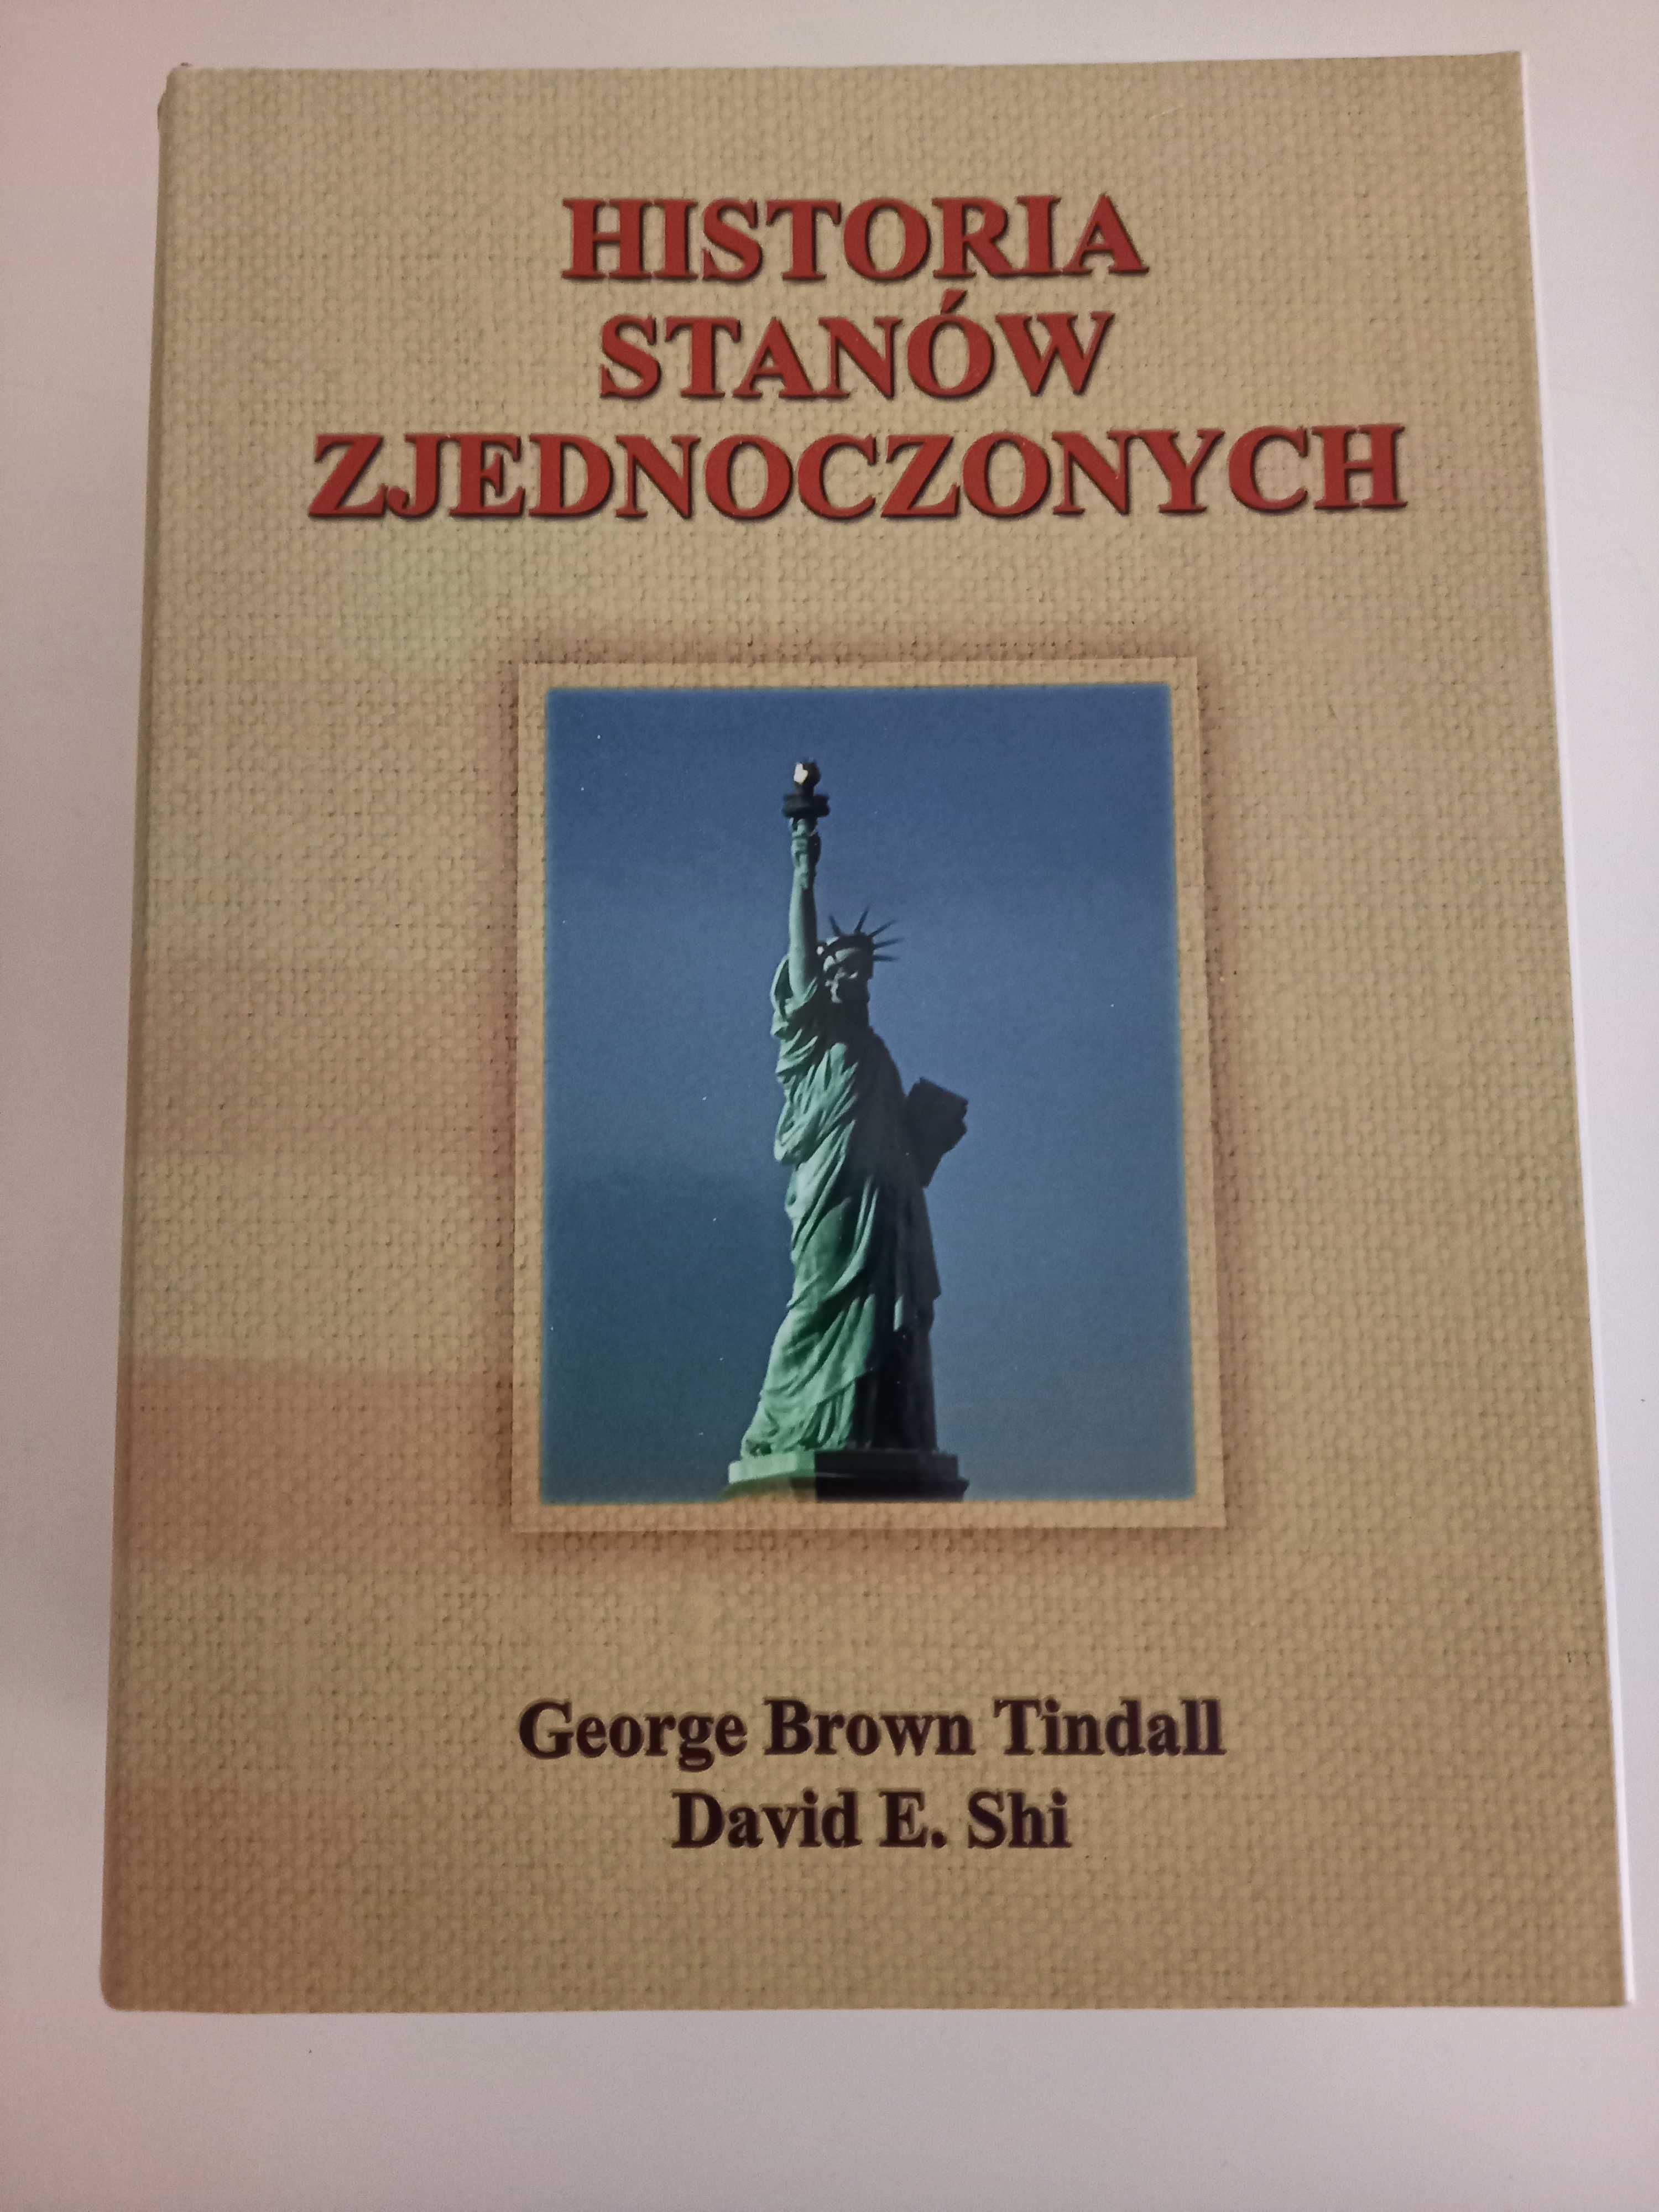 HISTORIA
STANÓW
ZJEDNOCZONYCH
George Brown Tindall
David E. Shi